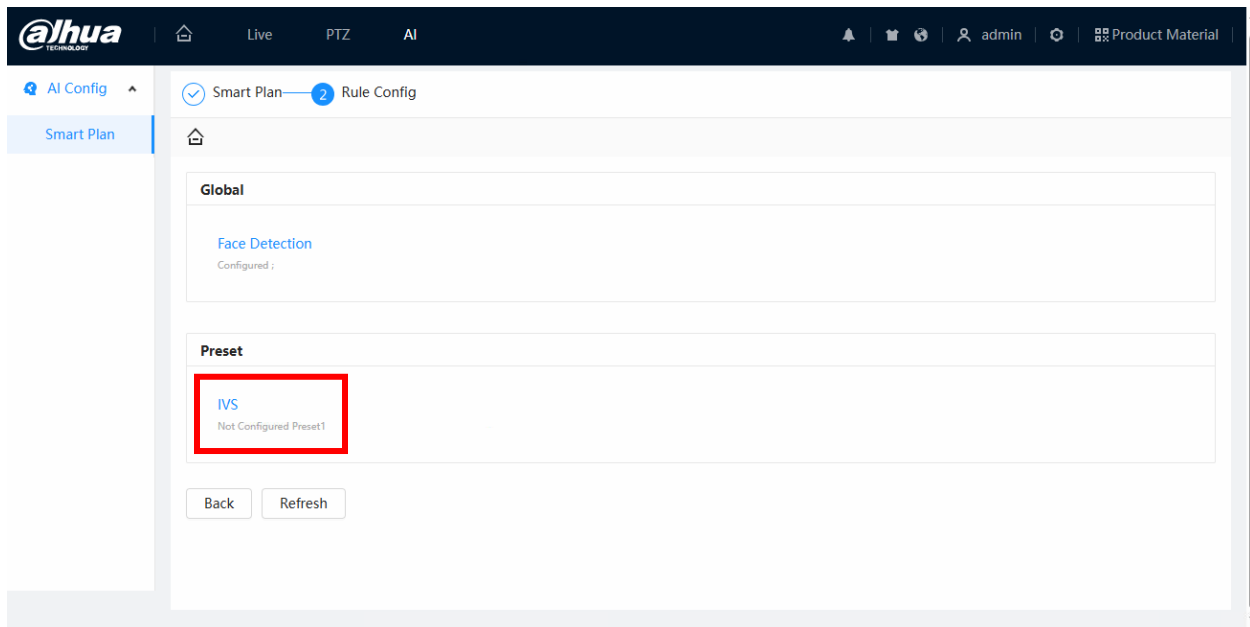 alhua
TECHNOLOGY
Live PTZ AI admin Product Material
AI Config
Smart Plan
Smart Plan 2 Rule Config
Global
Face Detection
Configured ;
Preset
IVS
Not Configured Preset1
Back Refresh